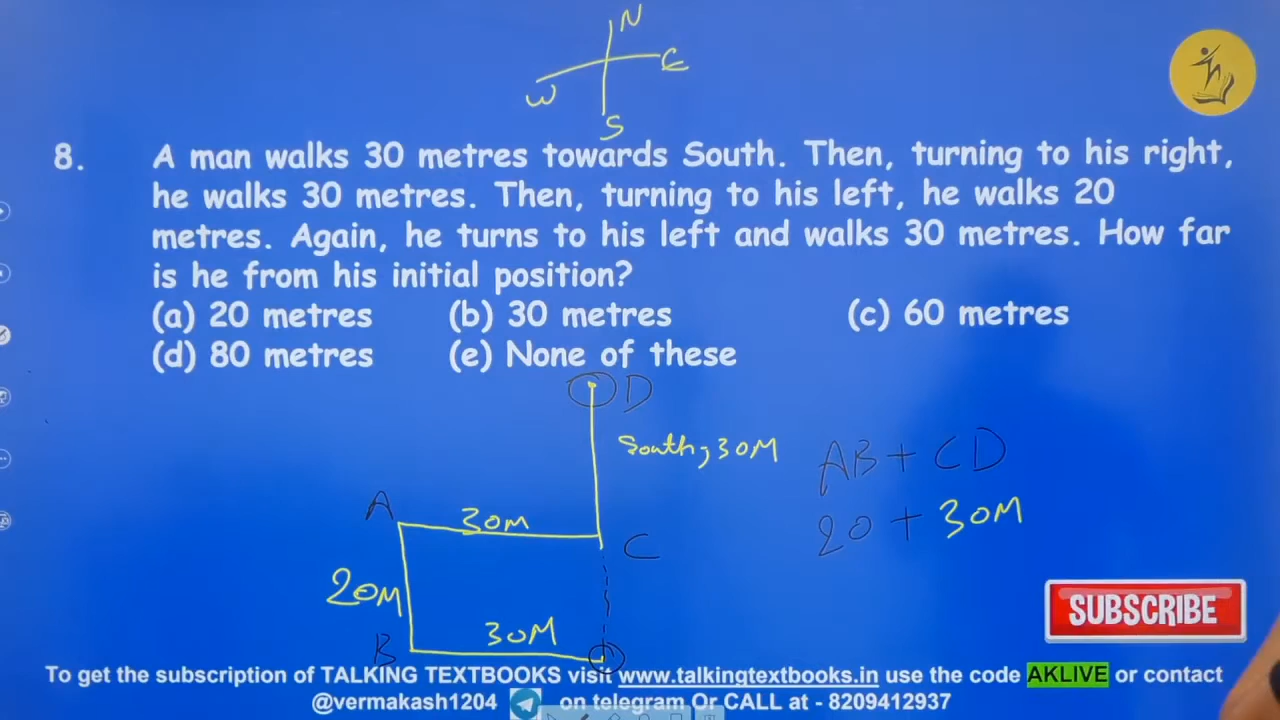 N
E
W
S
8. A man walks 30 metres towards South. Then, turning to his right,
he walks 30 metres. Then, turning to his left, he walks 20
metres. Again, he turns to his left and walks 30 metres. How far
is he from his initial position?
(a) 20 metres (b) 30 metres (c) 60 metres
(d) 80 metres (e) None of these
D
South, 30M
AB + CD
A
30M
C
20 + 30M
20M
30M
B
SUBSCRIBE
To get the subscription of TALKING TEXTBOOKS visit www.talkingtextbooks.in use the code AKLIVE or contact
@vermakash1204 on telegram Or CALL at - 8209412937